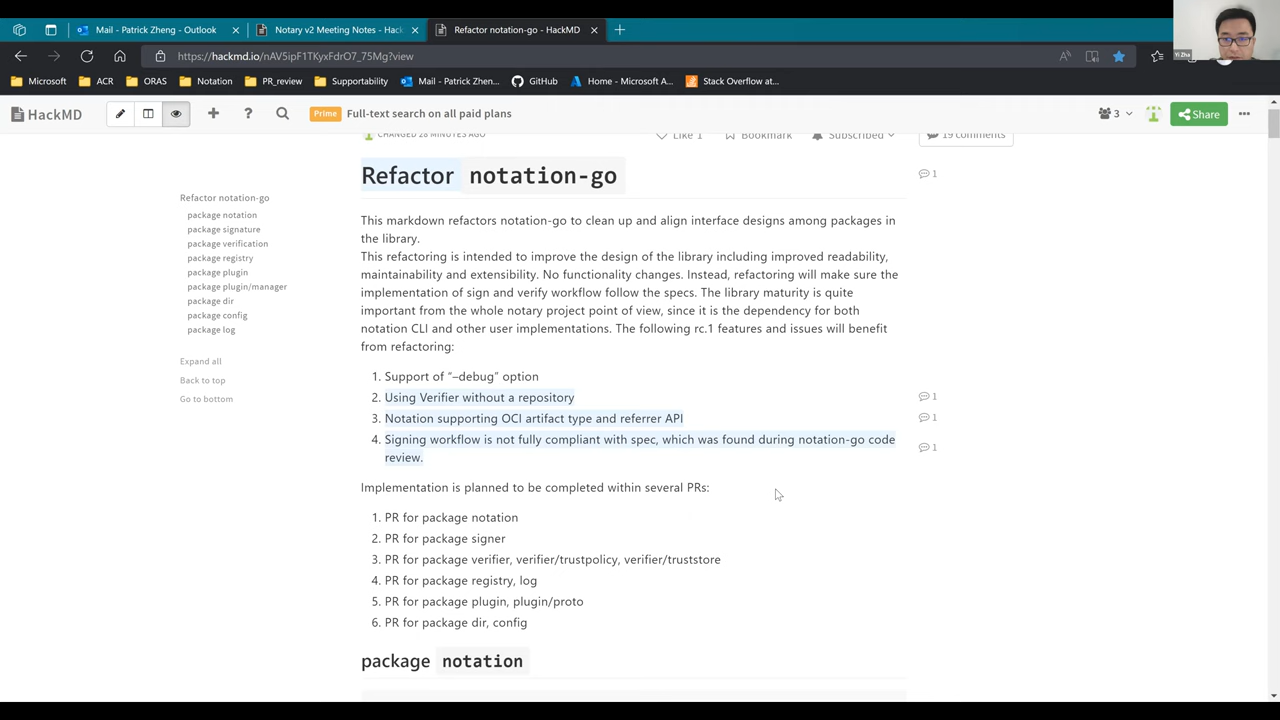 Mail - Patrick Zheng - Outlook
Notary v2 Meeting Notes - Hack
Refactor notation-go - HackMD
https://hackmd.io/nAV5ipF1TKyxFdrO7_75Mg?view
Yi Zha
Microsoft
ACR
ORAS
Notation
PR_review
Supportability
Mail - Patrick Zhen...
GitHub
Home - Microsoft A...
Stack Overflow at...
HackMD
Prime
Full-text search on all paid plans
3
Share
CHANGED 28 MINUTES AGO
Like 1
Bookmark
Subscribed
19 comments
Refactor notation-go
package notation
package signature
package verification
package registry
package plugin
package plugin/manager
package dir
package config
package log
Expand all
Back to top
Go to bottom
Refactor notation-go
1
This markdown refactors notation-go to clean up and align interface designs among packages in
the library.
This refactoring is intended to improve the design of the library including improved readability,
maintainability and extensibility. No functionality changes. Instead, refactoring will make sure the
implementation of sign and verify workflow follow the specs. The library maturity is quite
important from the whole notary project point of view, since it is the dependency for both
notation CLI and other user implementations. The following rc.1 features and issues will benefit
from refactoring:
1. Support of “–debug” option
2. Using Verifier without a repository
1
3. Notation supporting OCI artifact type and referrer API
1
4. Signing workflow is not fully compliant with spec, which was found during notation-go code
review.
1
Implementation is planned to be completed within several PRs:
1. PR for package notation
2. PR for package signer
3. PR for package verifier, verifier/trustpolicy, verifier/truststore
4. PR for package registry, log
5. PR for package plugin, plugin/proto
6. PR for package dir, config
package notation